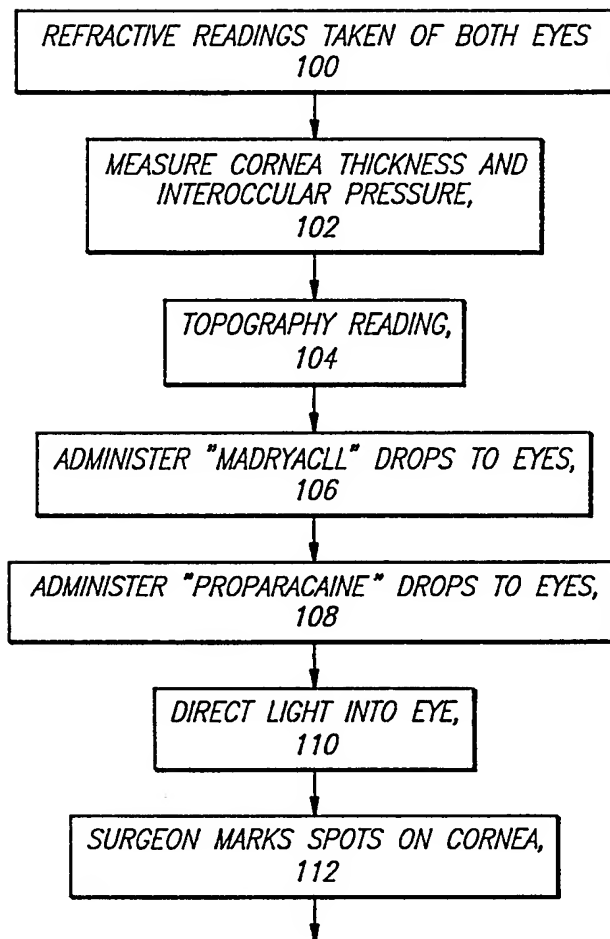 REFRACTIVE READINGS TAKEN OF BOTH EYES
100
MEASURE CORNEA THICKNESS AND
INTEROCCULAR PRESSURE,
102
TOPOGRAPHY READING,
104
ADMINISTER "MADRYACLL" DROPS TO EYES,
106
ADMINISTER "PROPARACAINE" DROPS TO EYES,
108
DIRECT LIGHT INTO EYE,
110
SURGEON MARKS SPOTS ON CORNEA,
112